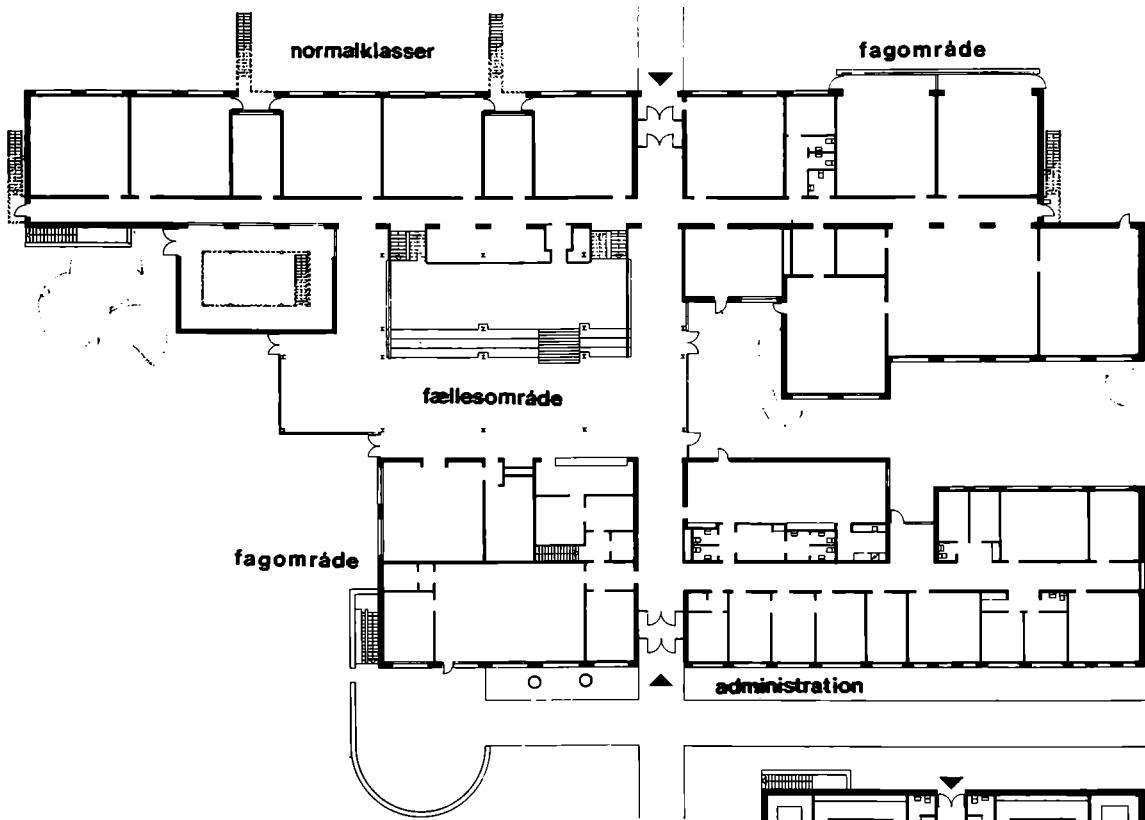 normalklasser
fagområde
fællesområde
fagområde
administration